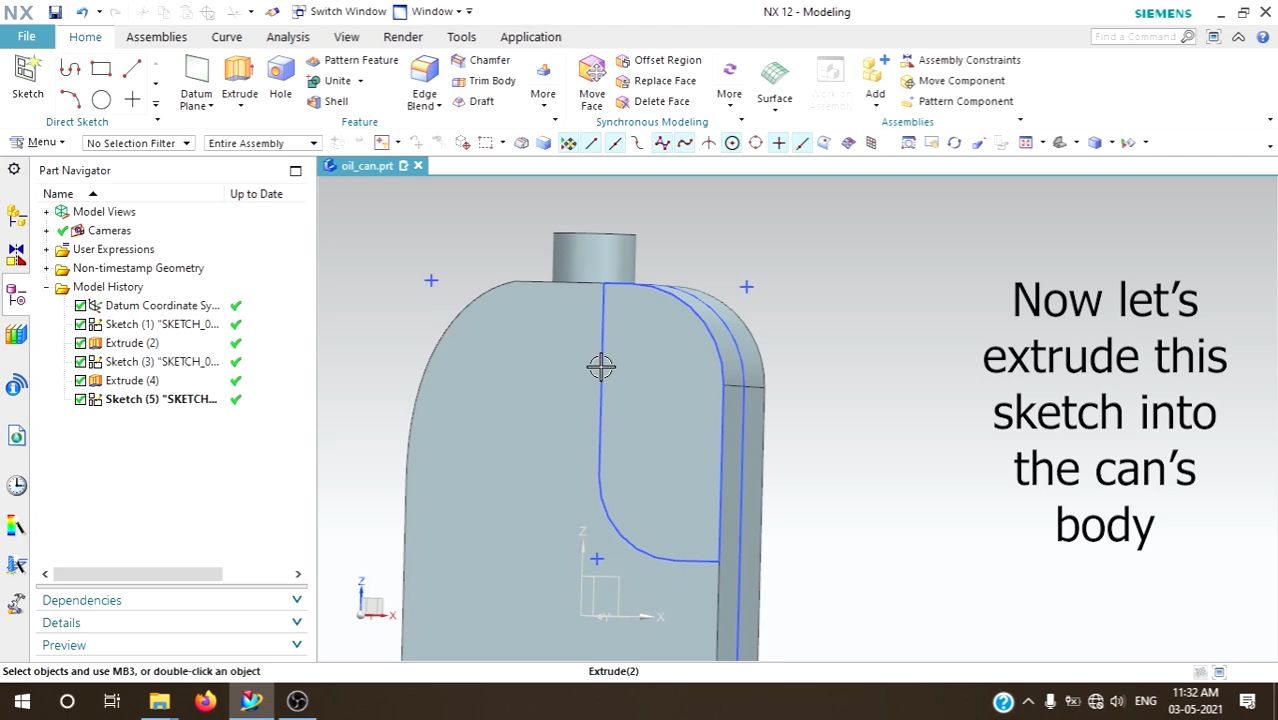 NX
Switch Window
Window
NX 12 - Modeling
SIEMENS
File
Home
Assemblies
Curve
Analysis
View
Render
Tools
Application
Find a Command
Sketch
Direct Sketch
Datum
Plane
Extrude
Hole
Pattern Feature
Unite
Shell
Edge
Blend
Chamfer
Trim Body
Draft
More
Feature
Move
Face
Offset Region
Replace Face
Delete Face
More
Synchronous Modeling
Surface
Work on
Assembly
Add
Assembly Constraints
Move Component
Pattern Component
Assemblies
Menu
No Selection Filter
Entire Assembly
Part Navigator
Name
Up to Date
Model Views
Cameras
User Expressions
Non-timestamp Geometry
Model History
Datum Coordinate Sy...
Sketch (1) "SKETCH_0...
Extrude (2)
Sketch (3) "SKETCH_0...
Extrude (4)
Sketch (5) "SKETCH...
Dependencies
Details
Preview
oil_can.prt
Z
X
Z
X
Now let's
extrude this
sketch into
the can's
body
Select objects and use MB3, or double-click an object
Extrude(2)
ENG
11:32 AM
03-05-2021